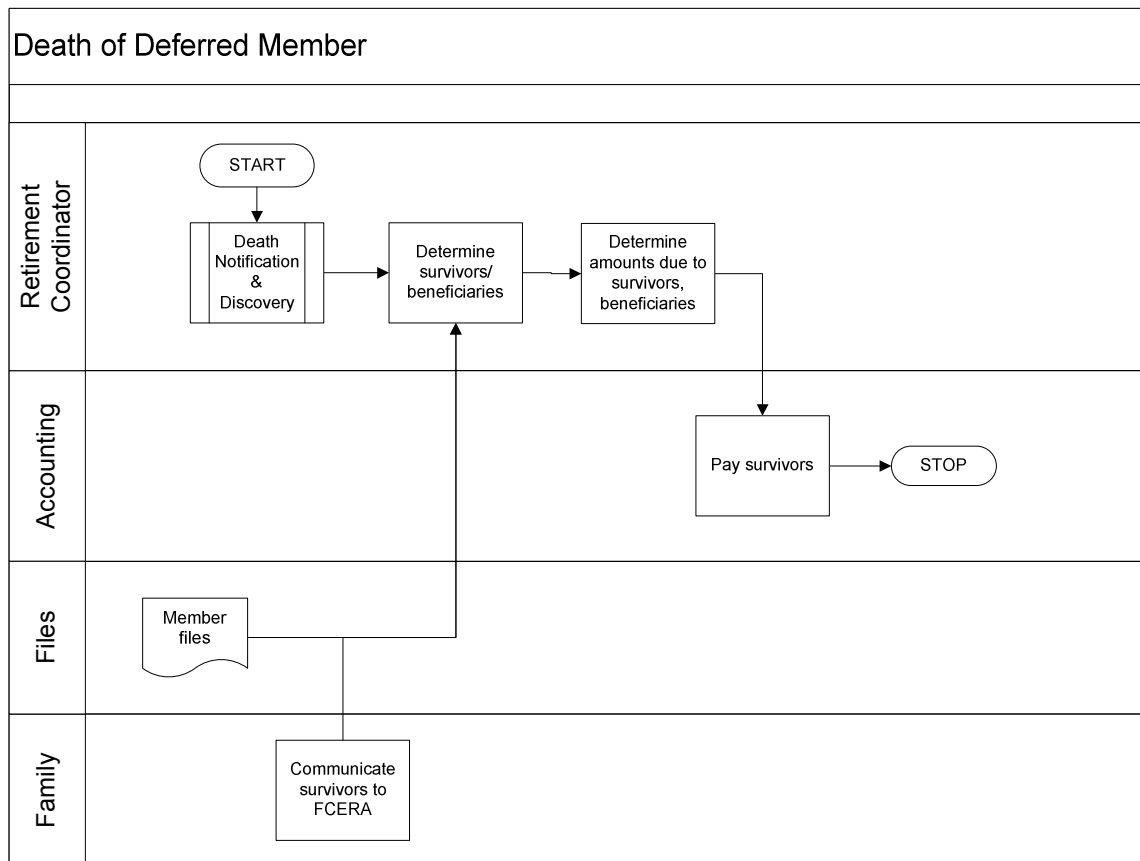 Death of Deferred Member
Retirement
Coordinator
START
Death
Notification
&
Discovery
Determine
survivors/
beneficiaries
Determine
amounts due to
survivors,
beneficiaries
Accounting
Pay survivors
STOP
Files
Member
files
Family
Communicate
survivors to
FCERA